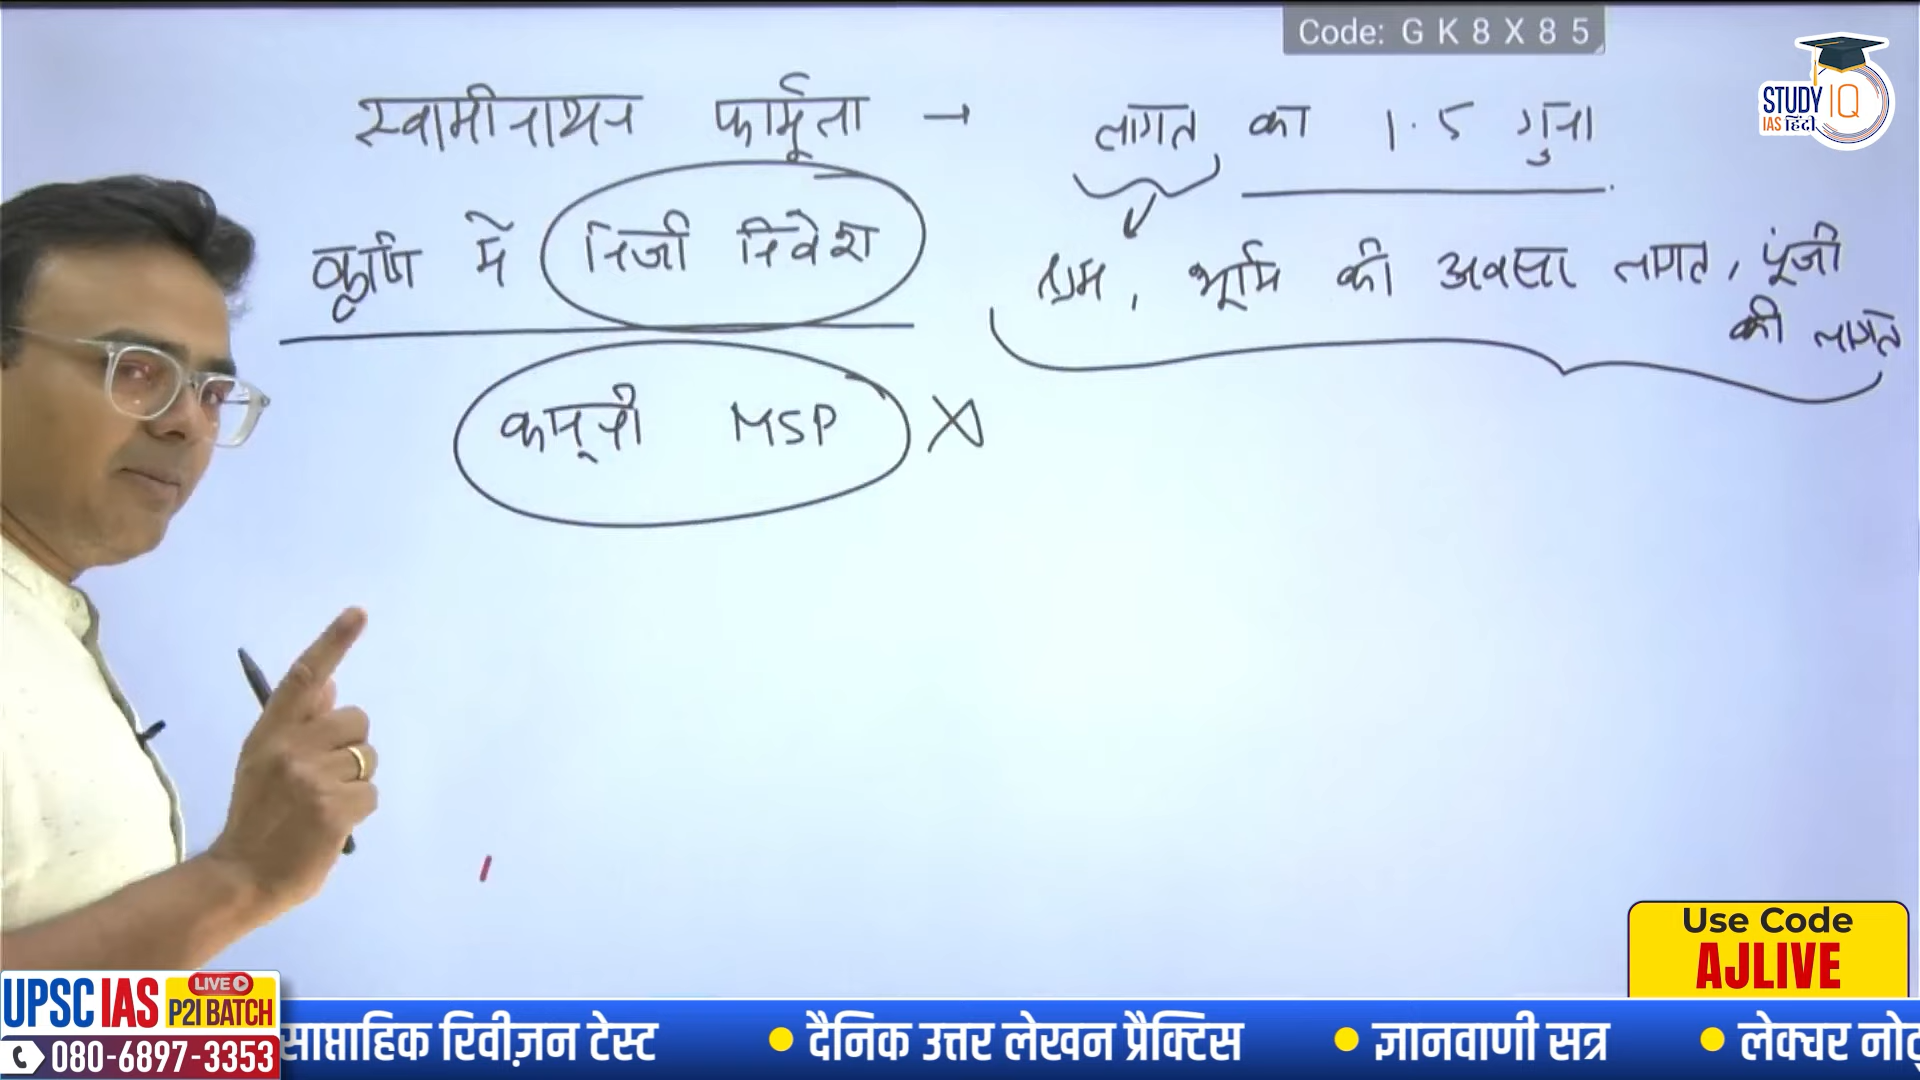 Code: G K 8 X 8 5
STUDY IQ
IAS हिंदी
स्वामीनाथन फार्मूला → लागत का 1.5 गुना
कृषि में निजी निवेश
श्रम, भूमि की अवसर लागत, पूंजी
की लागत
कानूनी MSP
Use Code
AJLIVE
UPSC IAS LIVE
P2I BATCH
080-6897-3353
साप्ताहिक रिवीज़न टेस्ट • दैनिक उत्तर लेखन प्रैक्टिस • ज्ञानवाणी सत्र • लेक्चर नोट